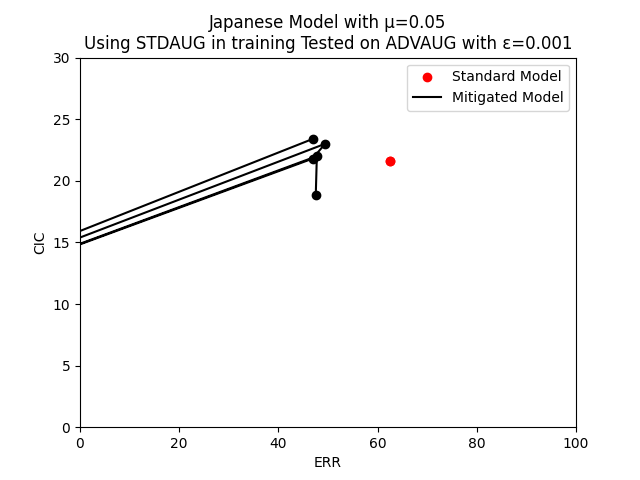 Japanese Model with μ=0.05
Using STDAUG in training Tested on ADVAUG with ε=0.001
30
25
20
15
10
5
0
CIC
Standard Model
Mitigated Model
0 20 40 60 80 100
ERR